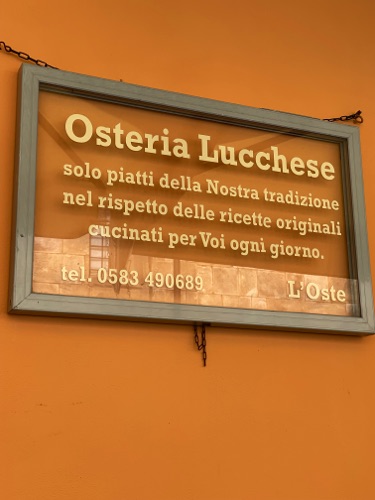 Osteria Lucchese
solo piatti della Nostra tradizione
nel rispetto delle ricette originali
cucinati per Voi ogni giorno.
tel. 0583 490689 L'Oste